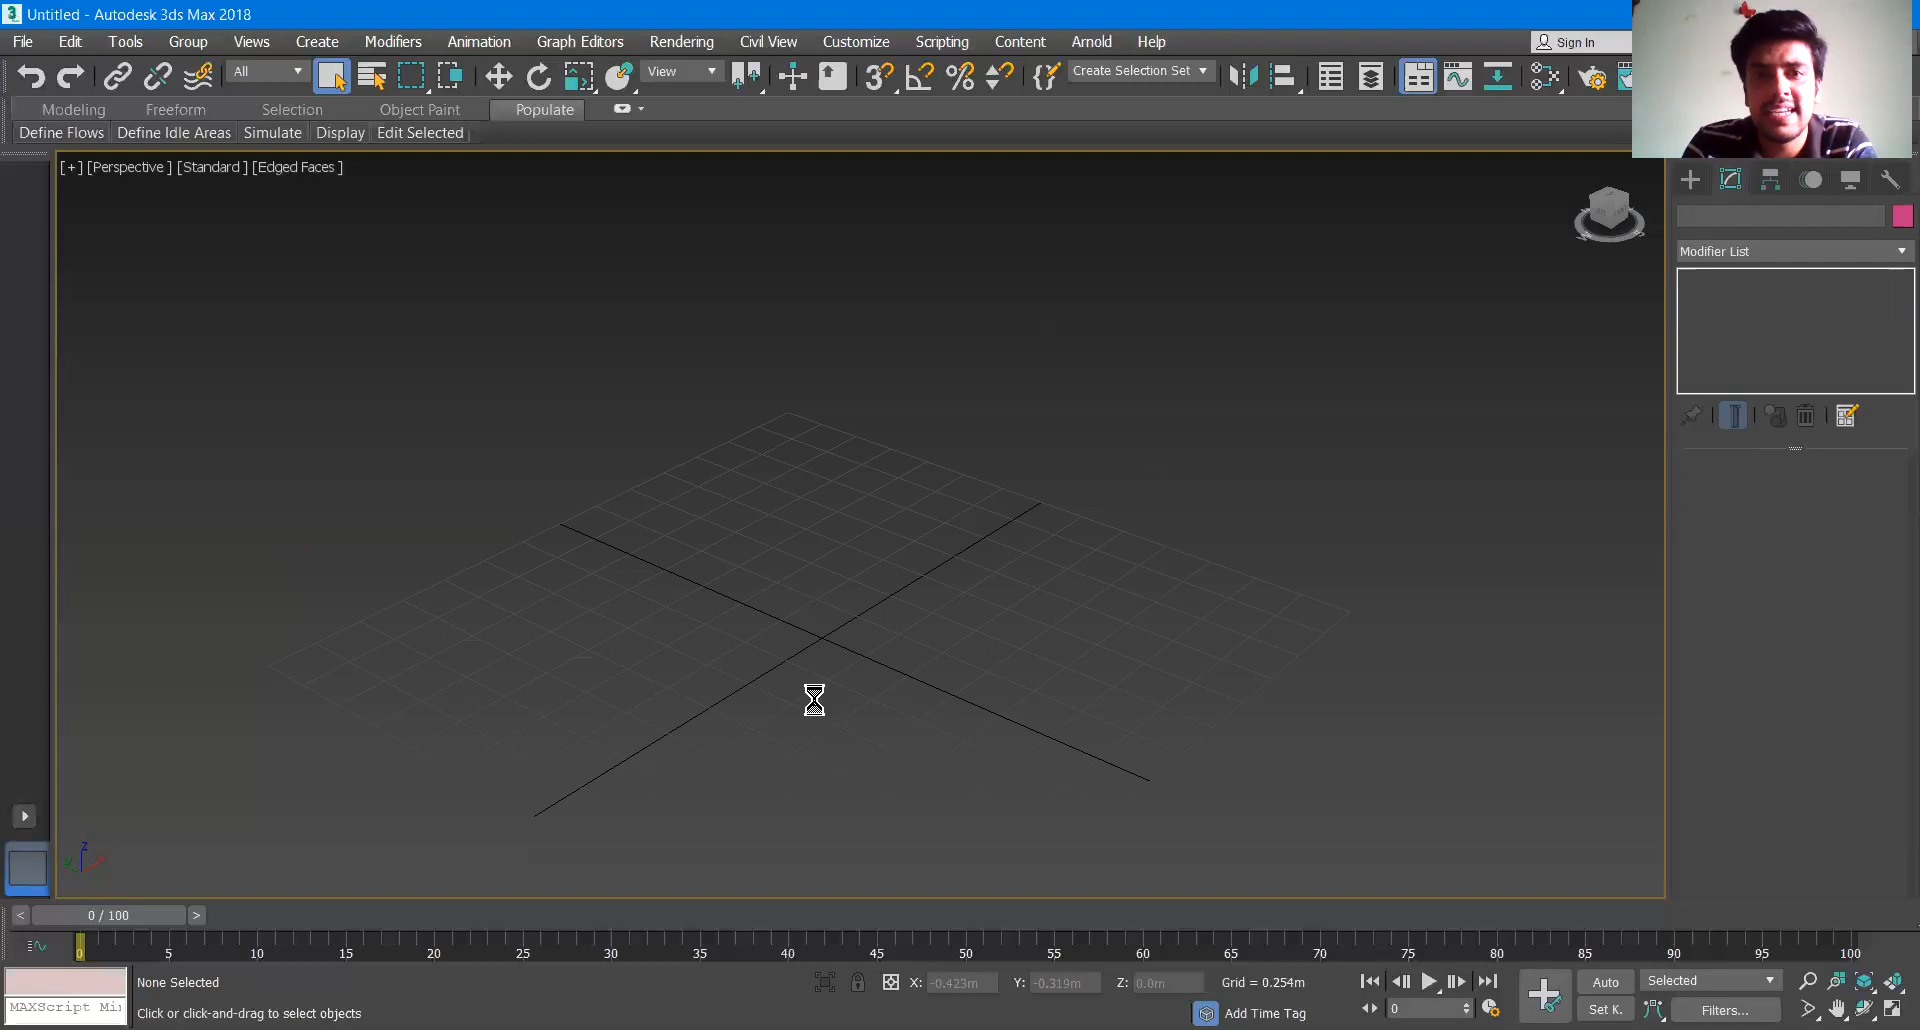 Untitled - Autodesk 3ds Max 2018
File Edit Tools Group Views Create Modifiers Animation Graph Editors Rendering Civil View Customize Scripting Content Arnold Help Sign In
All View Create Selection Set
Modeling Freeform Selection Object Paint Populate
Define Flows Define Idle Areas Simulate Display Edit Selected
[+] [Perspective ] [Standard ] [Edged Faces ]
Modifier List
z
< 0 / 100 >
0 5 10 15 20 25 30 35 40 45 50 55 60 65 70 75 80 85 90 95 100
None Selected X: -0.423m Y: -0.319m Z: 0.0m Grid = 0.254m Auto Selected
MAXScript Mi Click or click-and-drag to select objects Add Time Tag 0 Set K. Filters...